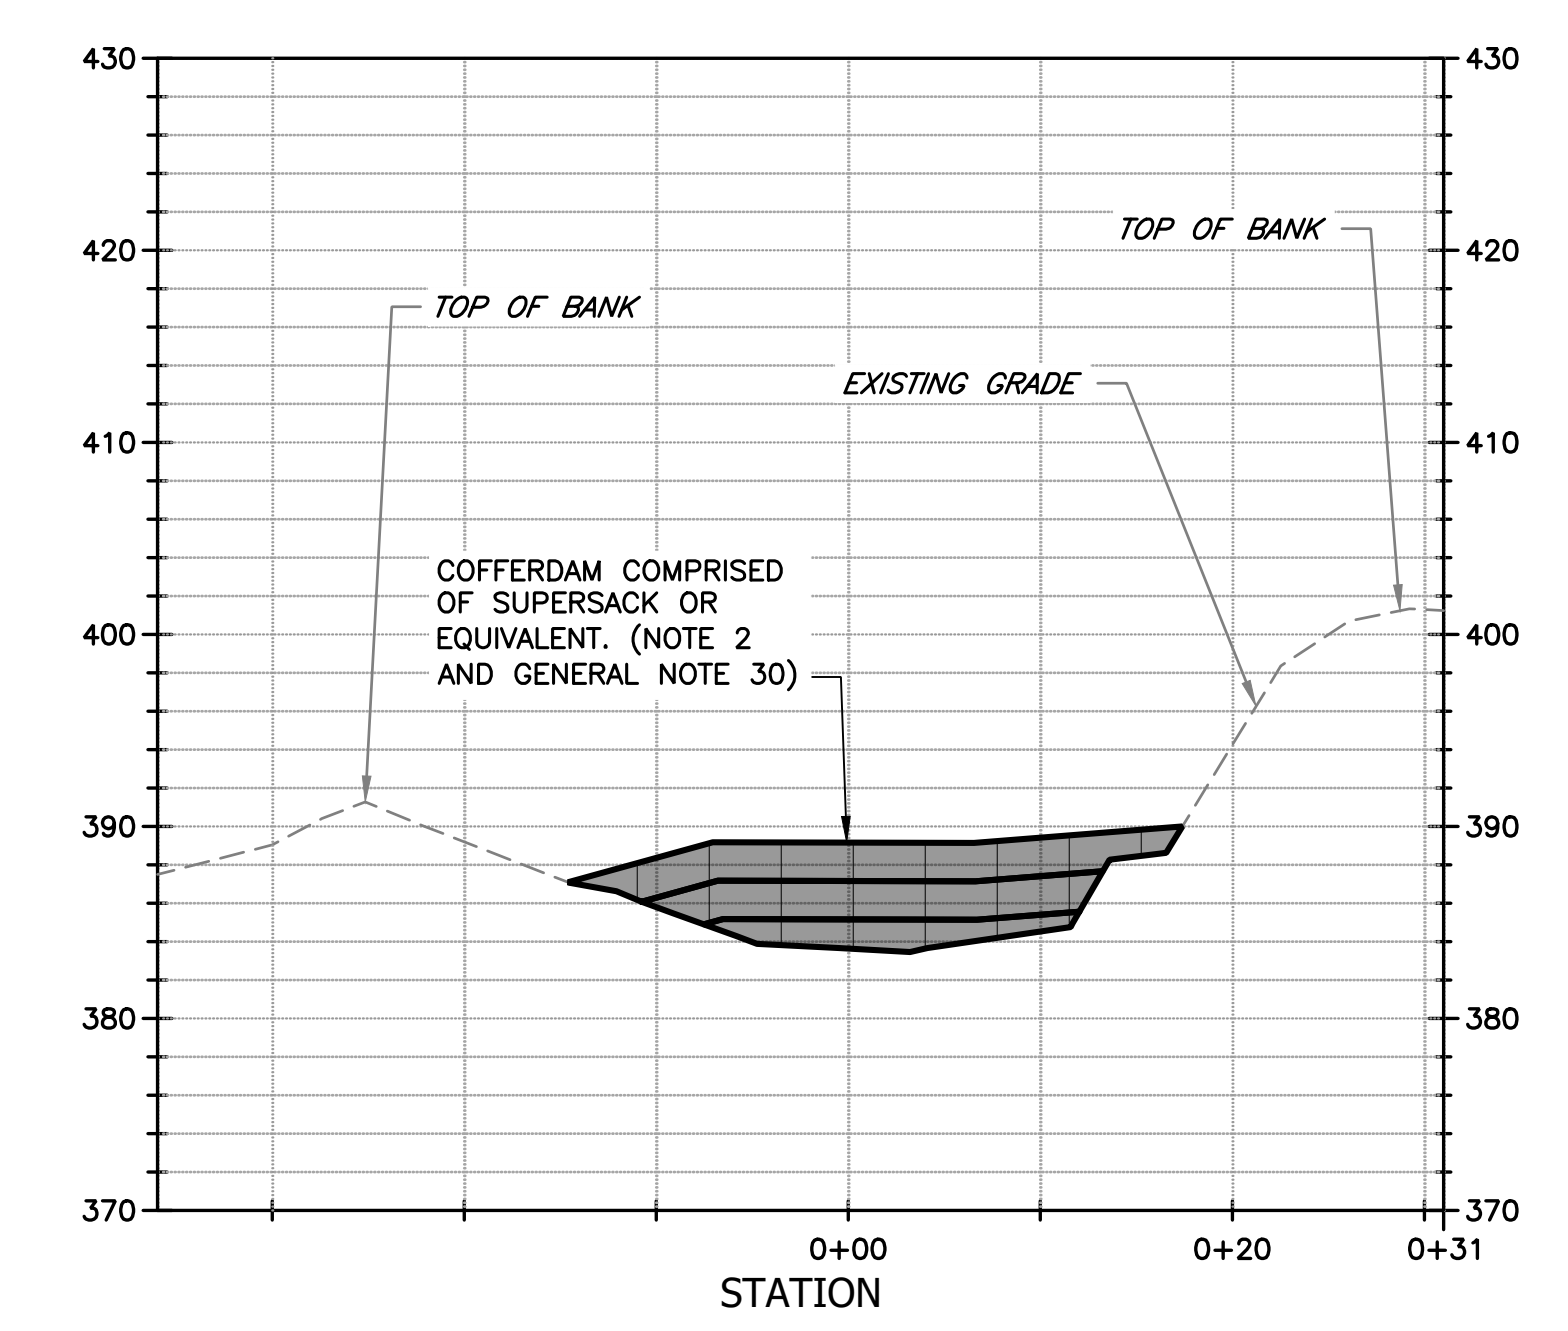 430
430
TOP OF BANK
420
420
TOP OF BANK
EXISTING GRADE
410
410
COFFERDAM COMPRISED
OF SUPERSACK OR
EQUIVALENT. (NOTE 2
AND GENERAL NOTE 30)
400
400
390
390
380
380
370
370
0+00
0+20
0+31
STATION